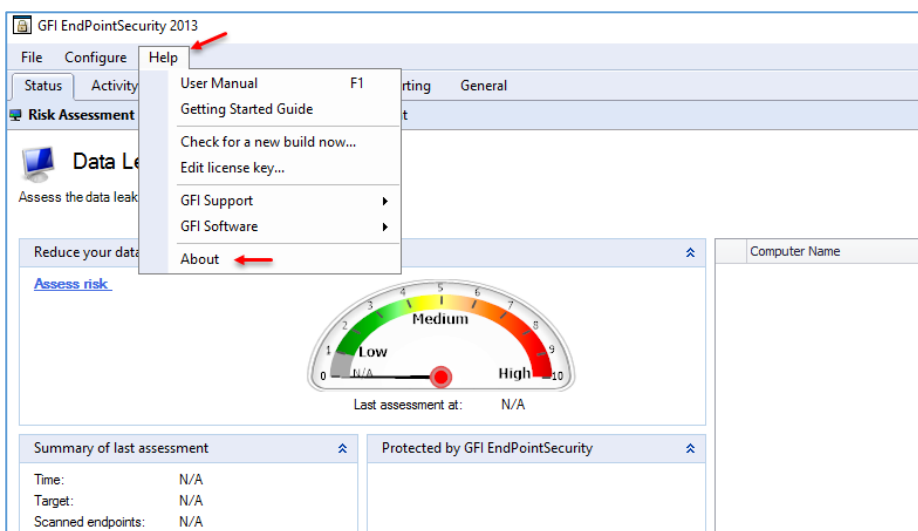 GFI EndPointSecurity 2013
File Configure Help
Status Activity rting General
Risk Assessment t
User Manual F1
Getting Started Guide
Check for a new build now...
Edit license key...
GFI Support
GFI Software
About
Data Le
Assess the data leak
Reduce your data
Computer Name
Assess risk
0 1 2 3 4 5 6 7 8 9 10
Medium
Low
N/A High
Last assessment at: N/A
Summary of last assessment
Protected by GFI EndPointSecurity
Time: N/A
Target: N/A
Scanned endpoints: N/A